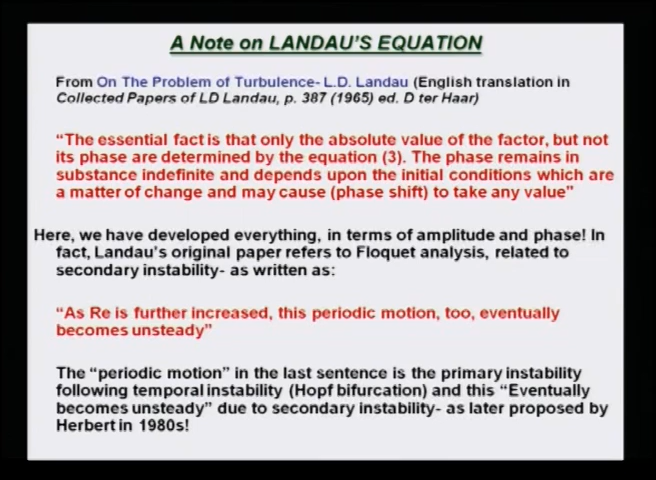 A Note on LANDAU'S EQUATION
From On The Problem of Turbulence- L.D. Landau (English translation in
Collected Papers of LD Landau, p. 387 (1965) ed. D ter Haar)
“The essential fact is that only the absolute value of the factor, but not
its phase are determined by the equation (3). The phase remains in
substance indefinite and depends upon the initial conditions which are
a matter of change and may cause (phase shift) to take any value”
Here, we have developed everything, in terms of amplitude and phase! In
fact, Landau's original paper refers to Floquet analysis, related to
secondary instability- as written as:
“As Re is further increased, this periodic motion, too, eventually
becomes unsteady”
The “periodic motion” in the last sentence is the primary instability
following temporal instability (Hopf bifurcation) and this “Eventually
becomes unsteady” due to secondary instability- as later proposed by
Herbert in 1980s!